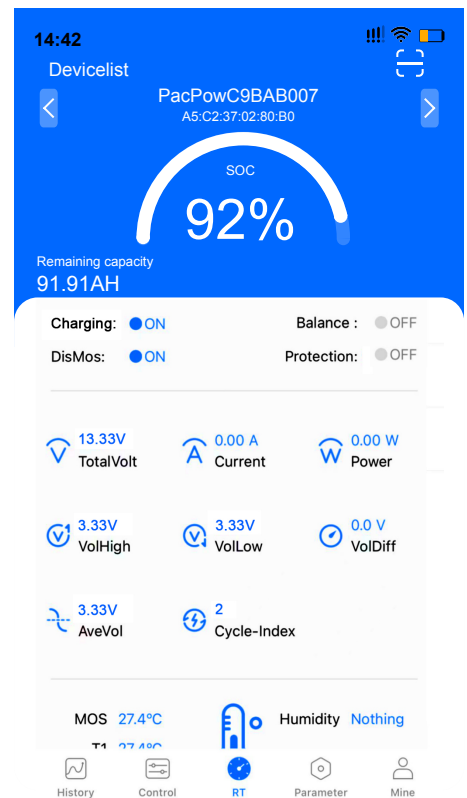 14:42
Devicelist
PacPowC9BAB007
A5:C2:37:02:80:B0
SOC
92%
Remaining capacity
91.91AH
Charging: ON Balance : OFF
DisMos: ON Protection: OFF
13.33V 0.00 A 0.00 W
TotalVolt Current Power
3.33V 3.33V 0.0 V
VolHigh VolLow VolDiff
3.33V 2
AveVol Cycle-Index
MOS 27.4°C Humidity Nothing
T1 27.4°C
History Control RT Parameter Mine